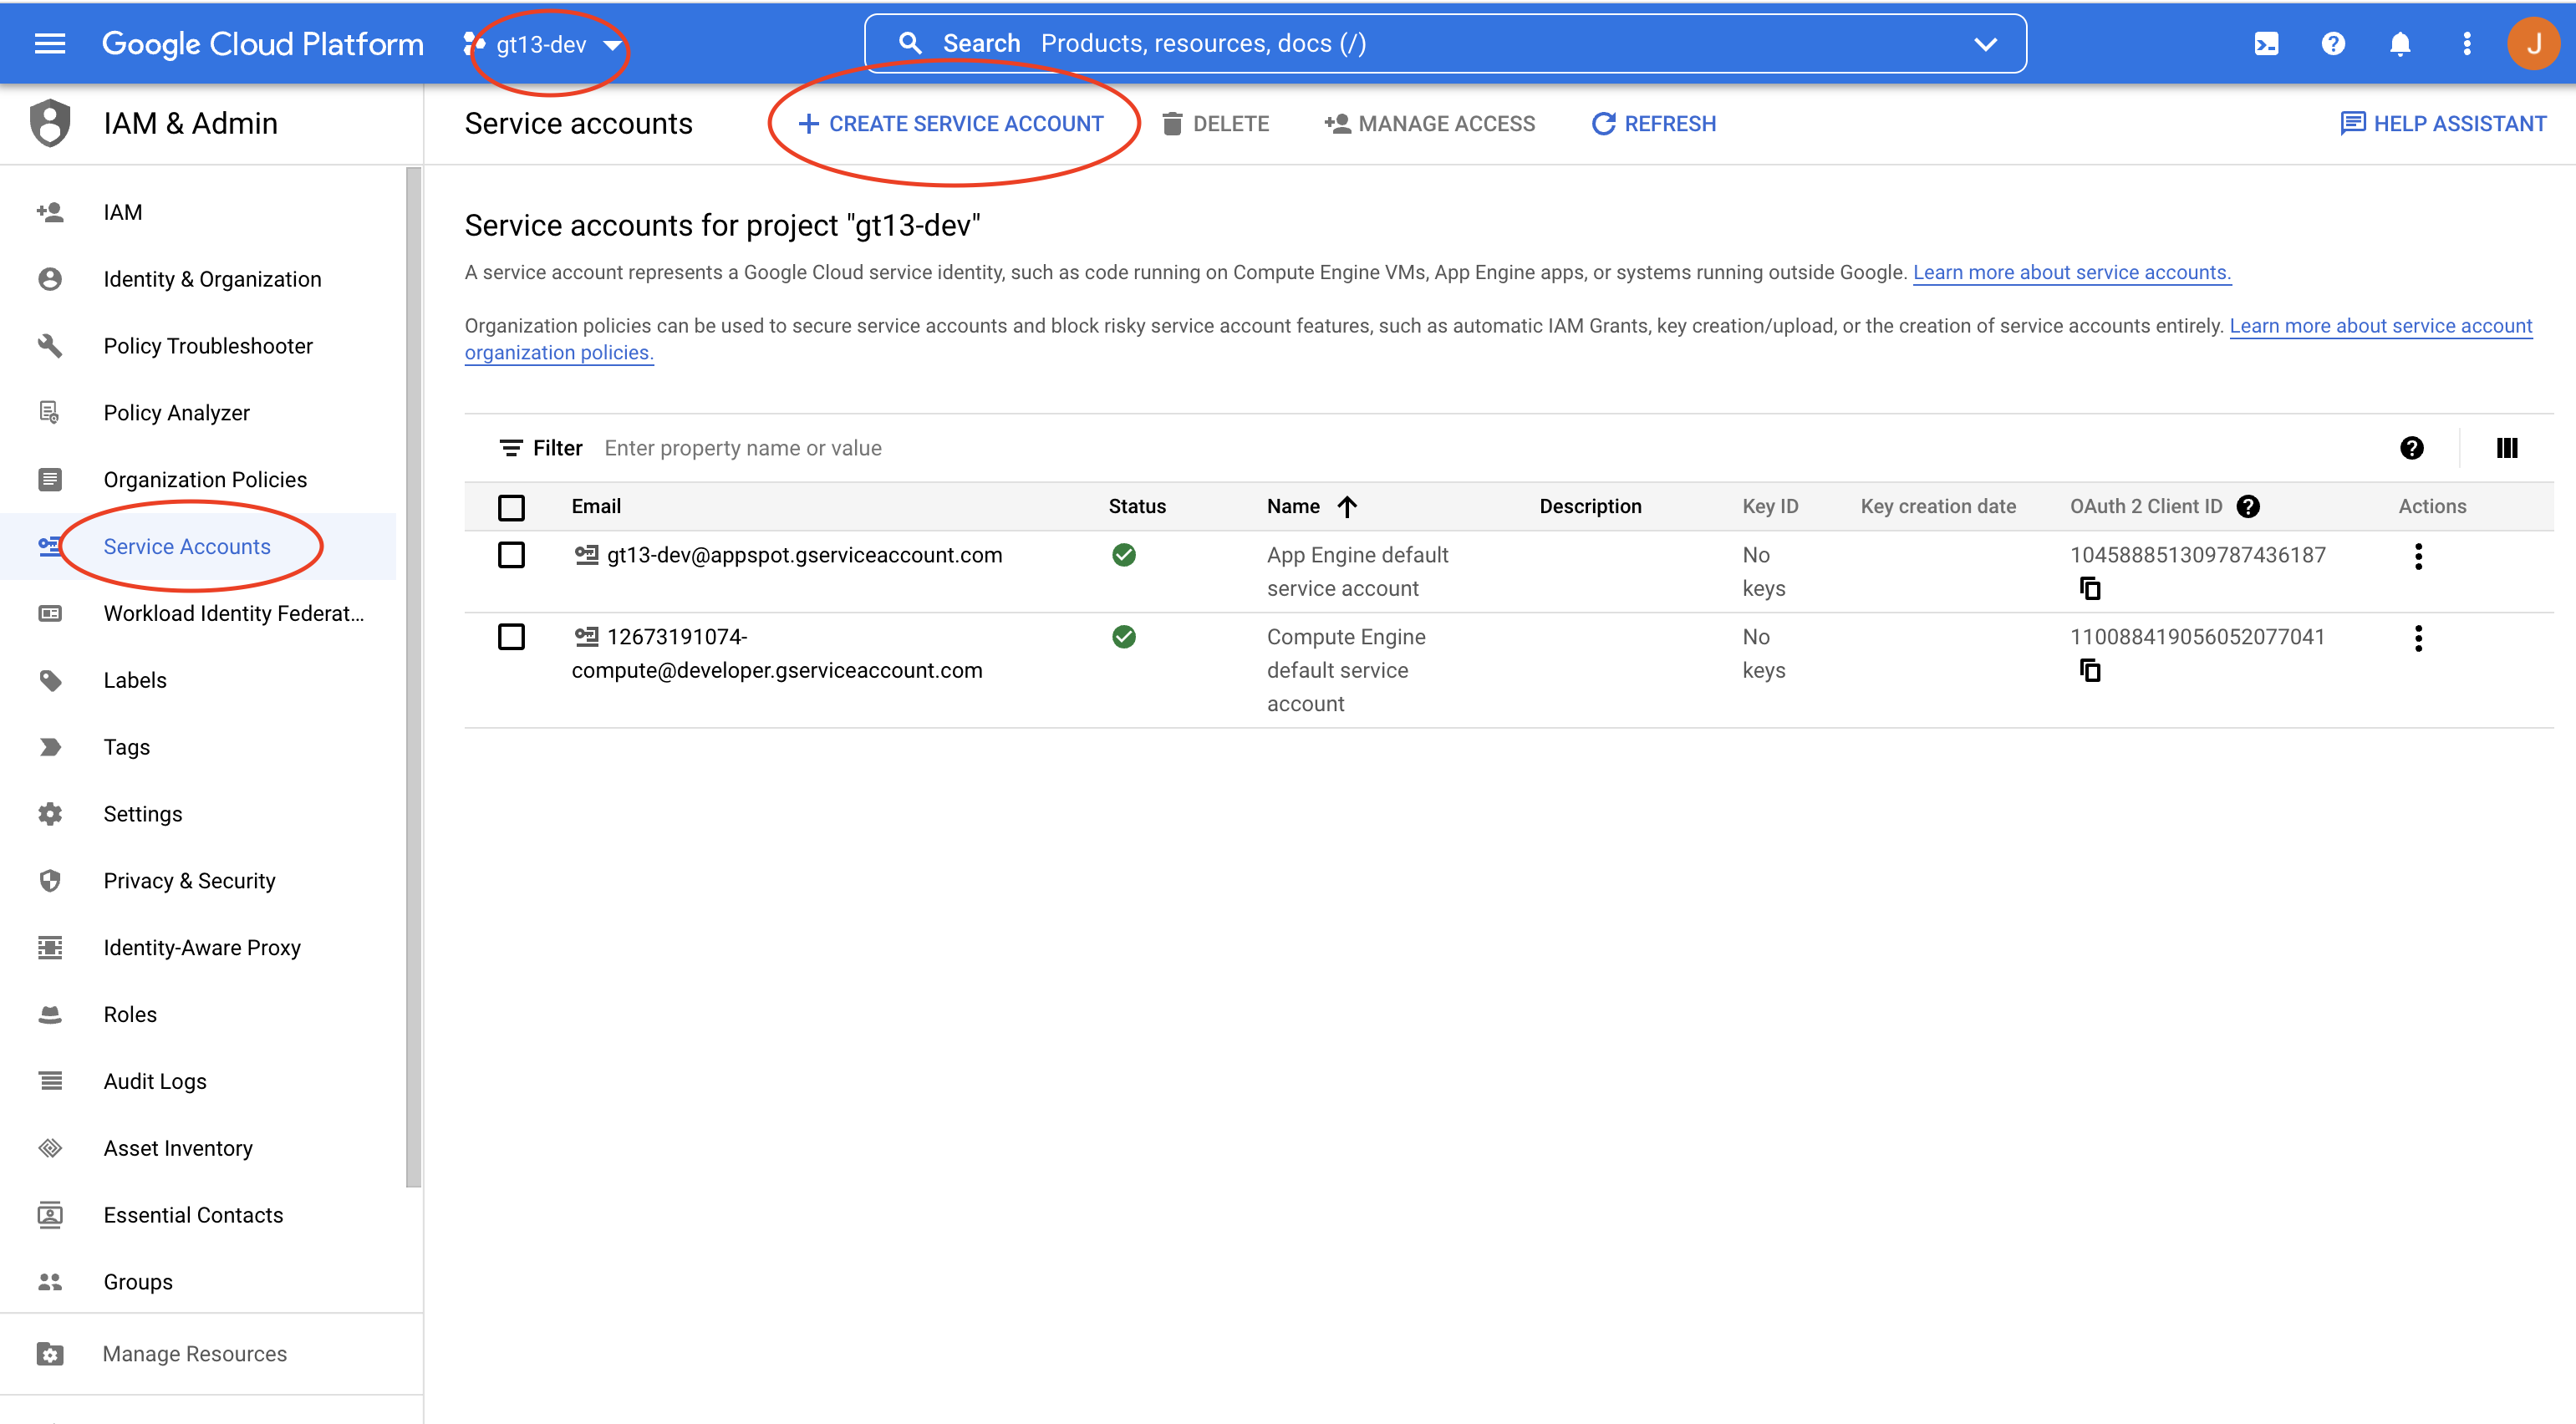 Google Cloud Platform
gt13-dev
Search Products, resources, docs (/)
J
IAM & Admin
Service accounts
CREATE SERVICE ACCOUNT
DELETE
MANAGE ACCESS
REFRESH
HELP ASSISTANT
IAM
Identity & Organization
Policy Troubleshooter
Policy Analyzer
Organization Policies
Service Accounts
Workload Identity Federat...
Labels
Tags
Settings
Privacy & Security
Identity-Aware Proxy
Roles
Audit Logs
Asset Inventory
Essential Contacts
Groups
Manage Resources
Service accounts for project "gt13-dev"
A service account represents a Google Cloud service identity, such as code running on Compute Engine VMs, App Engine apps, or systems running outside Google. Learn more about service accounts.
Organization policies can be used to secure service accounts and block risky service account features, such as automatic IAM Grants, key creation/upload, or the creation of service accounts entirely. Learn more about service account
organization policies.
Filter Enter property name or value
Email Status Name Description Key ID Key creation date OAuth 2 Client ID Actions
gt13-dev@appspot.gserviceaccount.com App Engine default No 104588851309787436187
service account keys
12673191074- Compute Engine No 110088419056052077041
compute@developer.gserviceaccount.com default service keys
account